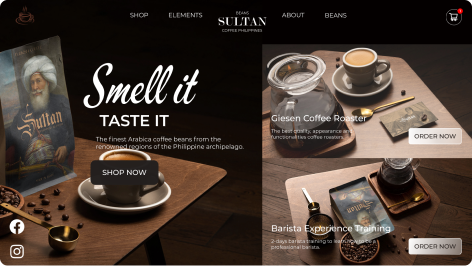 SHOP
ELEMENTS
BEANS
SULTAN
COFFEE PHILIPPINES
ABOUT
BEANS
Smell it
TASTE IT
The finest Arabica coffee beans from the
renowned regions of the Philippine archipelago.
SHOP NOW
Sultan
Giesen Coffee Roaster
The best quality, appearance and
functionalities coffee roasters.
ORDER NOW
Barista Experience Training
2 days barista training to learn
professional barista.
ORDER NOW